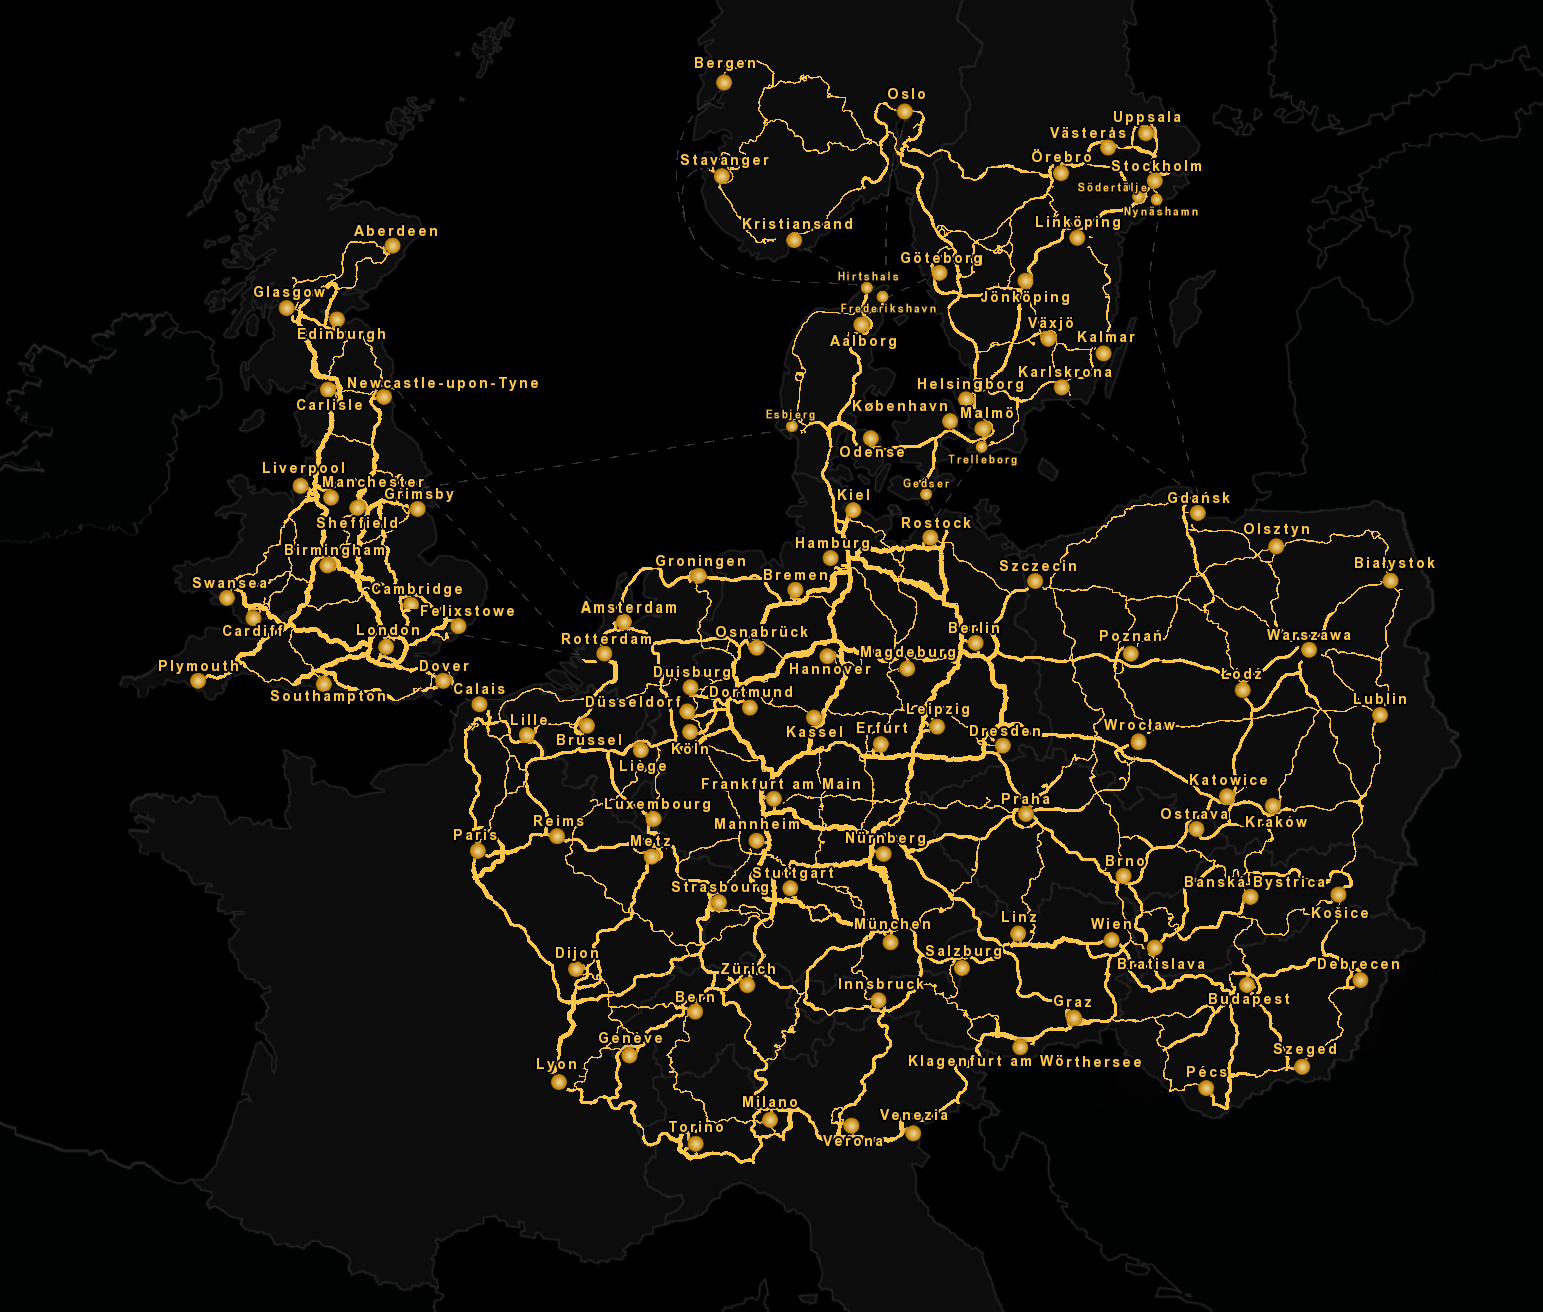 Bergen
Oslo
Uppsala
Västerås
Örebro
Stockholm
Stavanger
Södertälje
Nynäshamn
Kristiansand
Linköping
Aberdeen
Göteborg
Hirtshals
Glasgow
Jönköping
Frederikshavn
Edinburgh
Växjö
Aalborg
Kalmar
Karlskrona
Newcastle-upon-Tyne
Helsingborg
Carlisle
København
Malmö
Esbjerg
Odense
Trelleborg
Liverpool
Manchester
Grimsby
Gedser
Kiel
Gdańsk
Sheffield
Rostock
Olsztyn
Hamburg
Birmingham
Groningen
Bremen
Szczecin
Białystok
Swansea
Cambridge
Felixstowe
Amsterdam
Cardiff
London
Rotterdam
Osnabrück
Berlin
Poznań
Warszawa
Magdeburg
Hannover
Plymouth
Dover
Duisburg
Łódź
Southampton
Calais
Dortmund
Düsseldorf
Lublin
Leipzig
Lille
Brussel
Kassel
Erfurt
Dresden
Wrocław
Köln
Liège
Frankfurt am Main
Katowice
Luxembourg
Praha
Reims
Mannheim
Ostrava
Kraków
Paris
Metz
Nürnberg
Brno
Stuttgart
Strasbourg
Banská Bystrica
Košice
München
Linz
Wien
Dijon
Salzburg
Zürich
Bratislava
Debrecen
Innsbruck
Bern
Graz
Budapest
Genève
Szeged
Lyon
Klagenfurt am Wörthersee
Pécs
Milano
Venezia
Torino
Verona